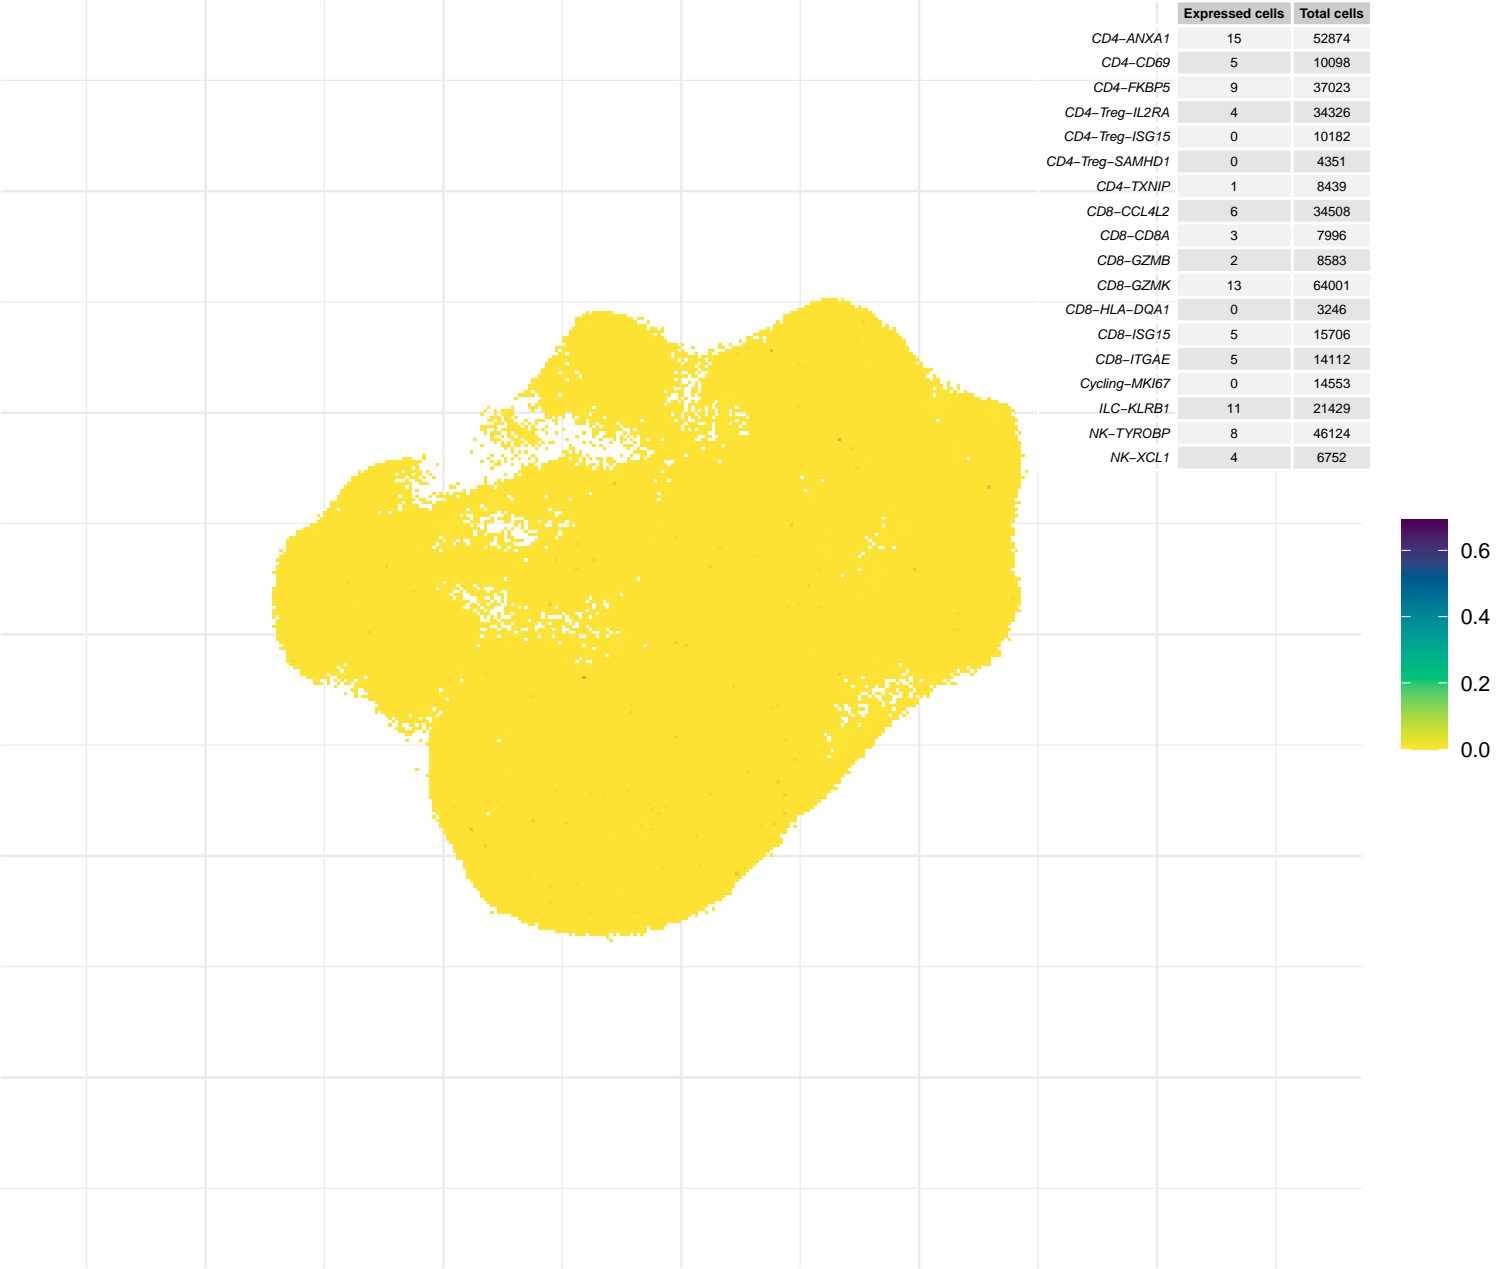 Expressed cells Total cells
CD4−ANXA1 15 52874
CD4−CD69 5 10098
CD4−FKBP5 9 37023
CD4−Treg−IL2RA 4 34326
CD4−Treg−ISG15 0 10182
CD4−Treg−SAMHD1 0 4351
CD4−TXNIP 1 8439
CD8−CCL4L2 6 34508
CD8−CD8A 3 7996
CD8−GZMB 2 8583
CD8−GZMK 13 64001
CD8−HLA−DQA1 0 3246
CD8−ISG15 5 15706
CD8−ITGAE 5 14112
Cycling−MKI67 0 14553
ILC−KLRB1 11 21429
NK−TYROBP 8 46124
NK−XCL1 4 6752
0.6
0.4
0.2
0.0